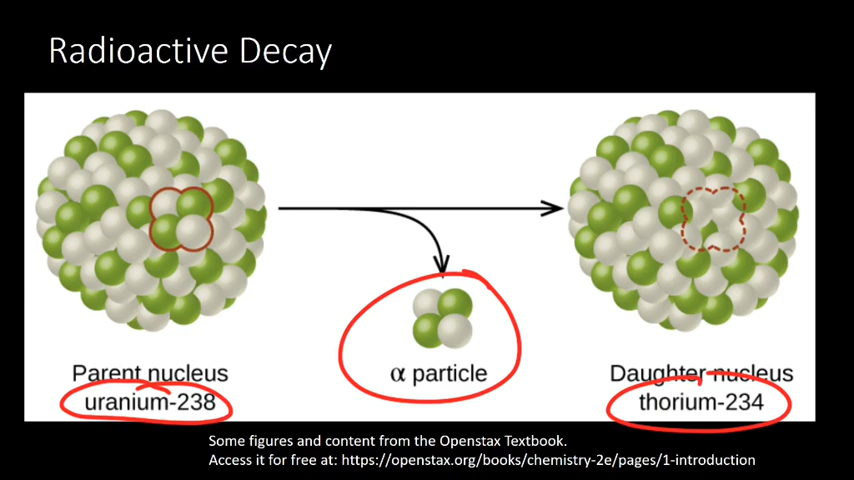 Radioactive Decay
Parent nucleus
uranium-238
α particle
Daughter nucleus
thorium-234
Some figures and content from the Openstax Textbook.
Access it for free at: https://openstax.org/books/chemistry-2e/pages/1-introduction